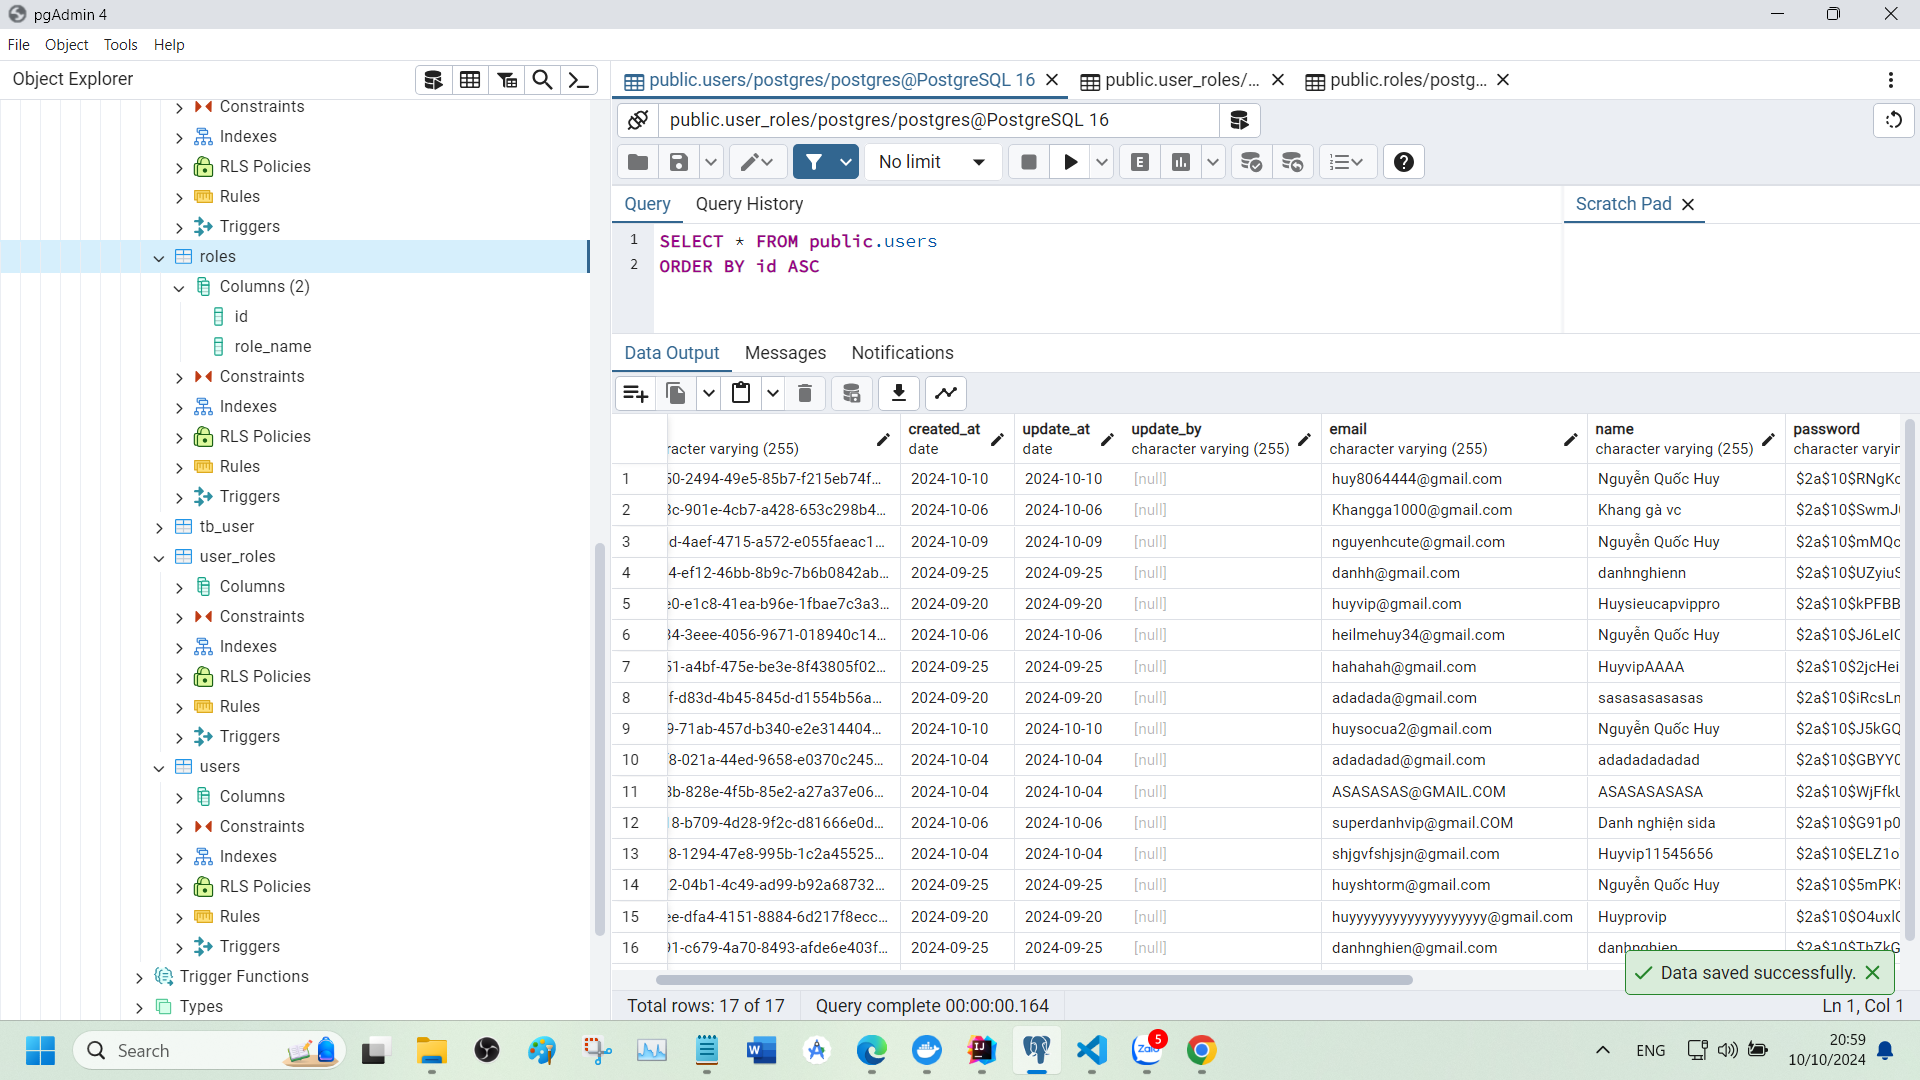 pgAdmin 4
File Object Tools Help
Object Explorer
Constraints
Indexes
RLS Policies
Rules
Triggers
roles
Columns (2)
id
role_name
Constraints
Indexes
RLS Policies
Rules
Triggers
tb_user
user_roles
Columns
Constraints
Indexes
RLS Policies
Rules
Triggers
users
Columns
Constraints
Indexes
RLS Policies
Rules
Triggers
Trigger Functions
Types
public.users/postgres/postgres@PostgreSQL 16 public.user_roles/... public.roles/postg...
public.user_roles/postgres/postgres@PostgreSQL 16
No limit E
Query Query History Scratch Pad
1 SELECT * FROM public.users
2 ORDER BY id ASC
Data Output Messages Notifications
created_at update_at update_by email name password
racter varying (255) date date character varying (255) character varying (255) character varying (255) character varyin
1 50-2494-49e5-85b7-f215eb74f... 2024-10-10 2024-10-10 [null] huy8064444@gmail.com Nguyễn Quốc Huy $2a$10$RNgKc
2 3c-901e-4cb7-a428-653c298b4... 2024-10-06 2024-10-06 [null] Khangga1000@gmail.com Khang gà vc $2a$10$SwmJ
3 d-4aef-4715-a572-e055faeac1... 2024-10-09 2024-10-09 [null] nguyenhcute@gmail.com Nguyễn Quốc Huy $2a$10$mMQc
4 4-ef12-46bb-8b9c-7b6b0842ab... 2024-09-25 2024-09-25 [null] danhh@gmail.com danhnghienn $2a$10$UZyiuS
5 e0-e1c8-41ea-b96e-1fbae7c3a3... 2024-09-20 2024-09-20 [null] huyvip@gmail.com Huysieucapvippro $2a$10$kPFBB
6 34-3eee-4056-9671-018940c14... 2024-10-06 2024-10-06 [null] heilmehuy34@gmail.com Nguyễn Quốc Huy $2a$10$J6LeIC
7 51-a4bf-475e-be3e-8f43805f02... 2024-09-25 2024-09-25 [null] hahahah@gmail.com HuyvipAAAA $2a$10$2jcHei
8 f-d83d-4b45-845d-d1554b56a... 2024-09-20 2024-09-20 [null] adadada@gmail.com sasasasasasas $2a$10$iRcsLn
9 9-71ab-457d-b340-e2e314404... 2024-10-10 2024-10-10 [null] huysocua2@gmail.com Nguyễn Quốc Huy $2a$10$J5kGQ
10 f8-021a-44ed-9658-e0370c245... 2024-10-04 2024-10-04 [null] adadadad@gmail.com adadadadadad $2a$10$GBYY0
11 3b-828e-4f5b-85e2-a27a37e06... 2024-10-04 2024-10-04 [null] ASASASAS@GMAIL.COM ASASASASASA $2a$10$WjFfkU
12 18-b709-4d28-9f2c-d81666e0d... 2024-10-06 2024-10-06 [null] superdanhvip@gmail.COM Danh nghiện sida $2a$10$G91p0
13 8-1294-47e8-995b-1c2a45525... 2024-10-04 2024-10-04 [null] shjgvfshjsjn@gmail.com Huyvip11545656 $2a$10$ELZ1o
14 2-04b1-4c49-ad99-b92a68732... 2024-09-25 2024-09-25 [null] huyshtorm@gmail.com Nguyễn Quốc Huy $2a$10$5mPK5
15 ee-dfa4-4151-8884-6d217f8ecc... 2024-09-20 2024-09-20 [null] huyyyyyyyyyyyyyyyyyyy@gmail.com Huyprovip $2a$10$O4uxlC
16 91-c679-4a70-8493-afde6e403f... 2024-09-25 2024-09-25 [null] danhnghien@gmail.com danhnghien $2a$10$ThZkG
Data saved successfully.
Total rows: 17 of 17 Query complete 00:00:00.164 Ln 1, Col 1
Search
Zalo 5
ENG
20:59
10/10/2024